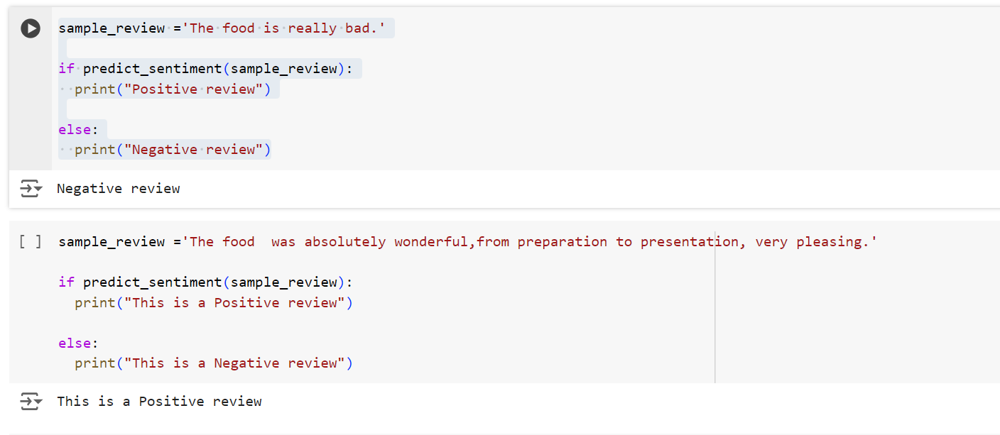 sample_review ='The food is really bad.'
if predict_sentiment(sample_review):
  print("Positive review")
else:
  print("Negative review")
Negative review
[ ] sample_review ='The food  was absolutely wonderful,from preparation to presentation, very pleasing.'
if predict_sentiment(sample_review):
  print("This is a Positive review")
else:
  print("This is a Negative review")
This is a Positive review